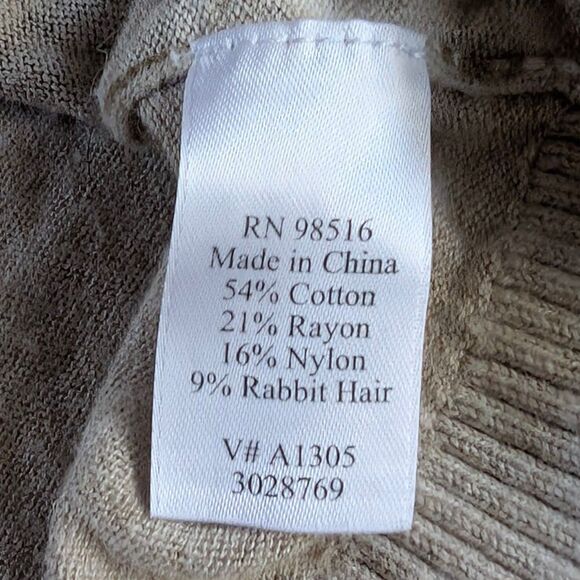 RN 98516
Made in China
54% Cotton
21% Rayon
16% Nylon
9% Rabbit Hair
V# A1305
3028769